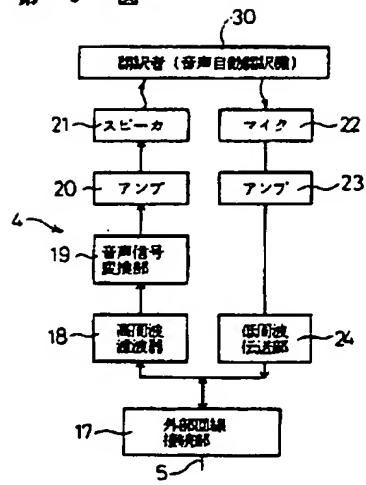 30
翻訳者(音声自動翻訳機)
21 スピーカ
マイク 22
20 アンプ
アンプ 23
4
19 音声信号
変換部
18 高周波
濾波器
低周波
伝送部 24
17 外部回線
接続部
5